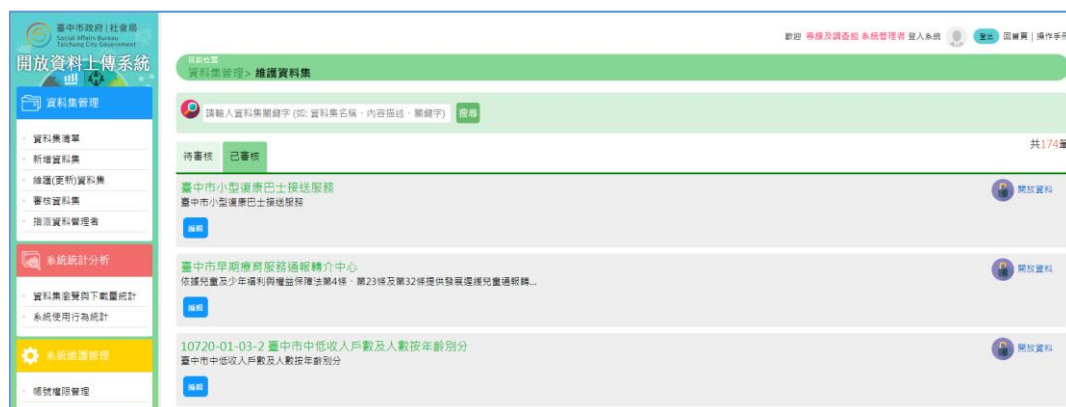 臺中市政府|社會局
Social Affairs Bureau
Taichung City Government
開放資料上傳系統
資料集管理
資料集清單
新增資料集
維護(更新)資料集
審核資料集
指派資料管理者
系統統計分析
資料集瀏覽與下載量統計
系統使用行為統計
系統維護管理
帳號權限管理
歡迎 專線及調查組 系統管理者 登入系統 登出 回首頁 | 操作手冊
目前位置
資料集管理> 維護資料集
請輸入資料集關鍵字 (如: 資料集名稱、內容描述、關鍵字) 搜尋
共174筆
待審核 已審核
臺中市小型復康巴士接送服務
臺中市小型復康巴士接送服務
開放資料
編輯
臺中市早期療育服務通報轉介中心
依據兒童及少年福利與權益保障法第4條、第23條及第32條提供發展遲緩兒童通報轉...
開放資料
編輯
10720-01-03-2 臺中市中低收入戶數及人數按年齡別分
臺中市中低收入戶數及人數按年齡別分
開放資料
編輯